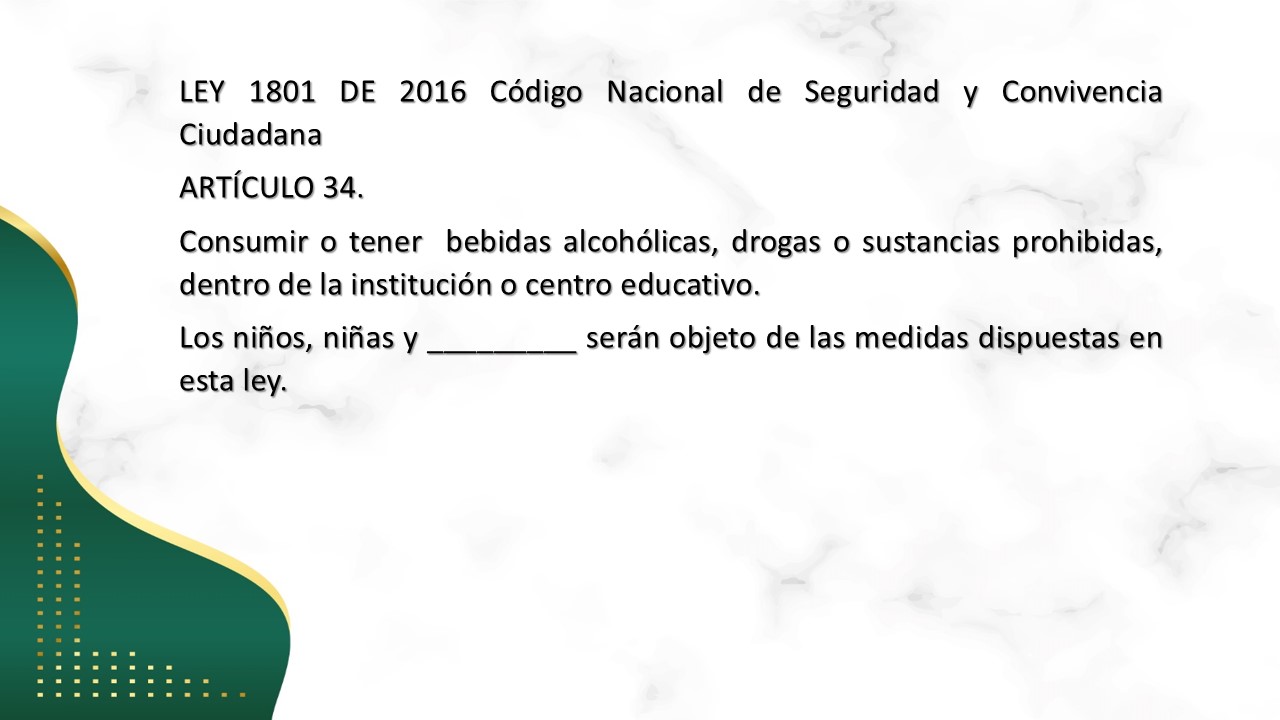 LEY 1801 DE 2016 Código Nacional de Seguridad y Convivencia
Ciudadana
ARTÍCULO 34.
Consumir o tener bebidas alcohólicas, drogas o sustancias prohibidas,
dentro de la institución o centro educativo.
Los niños, niñas y _________ serán objeto de las medidas dispuestas en
esta ley.